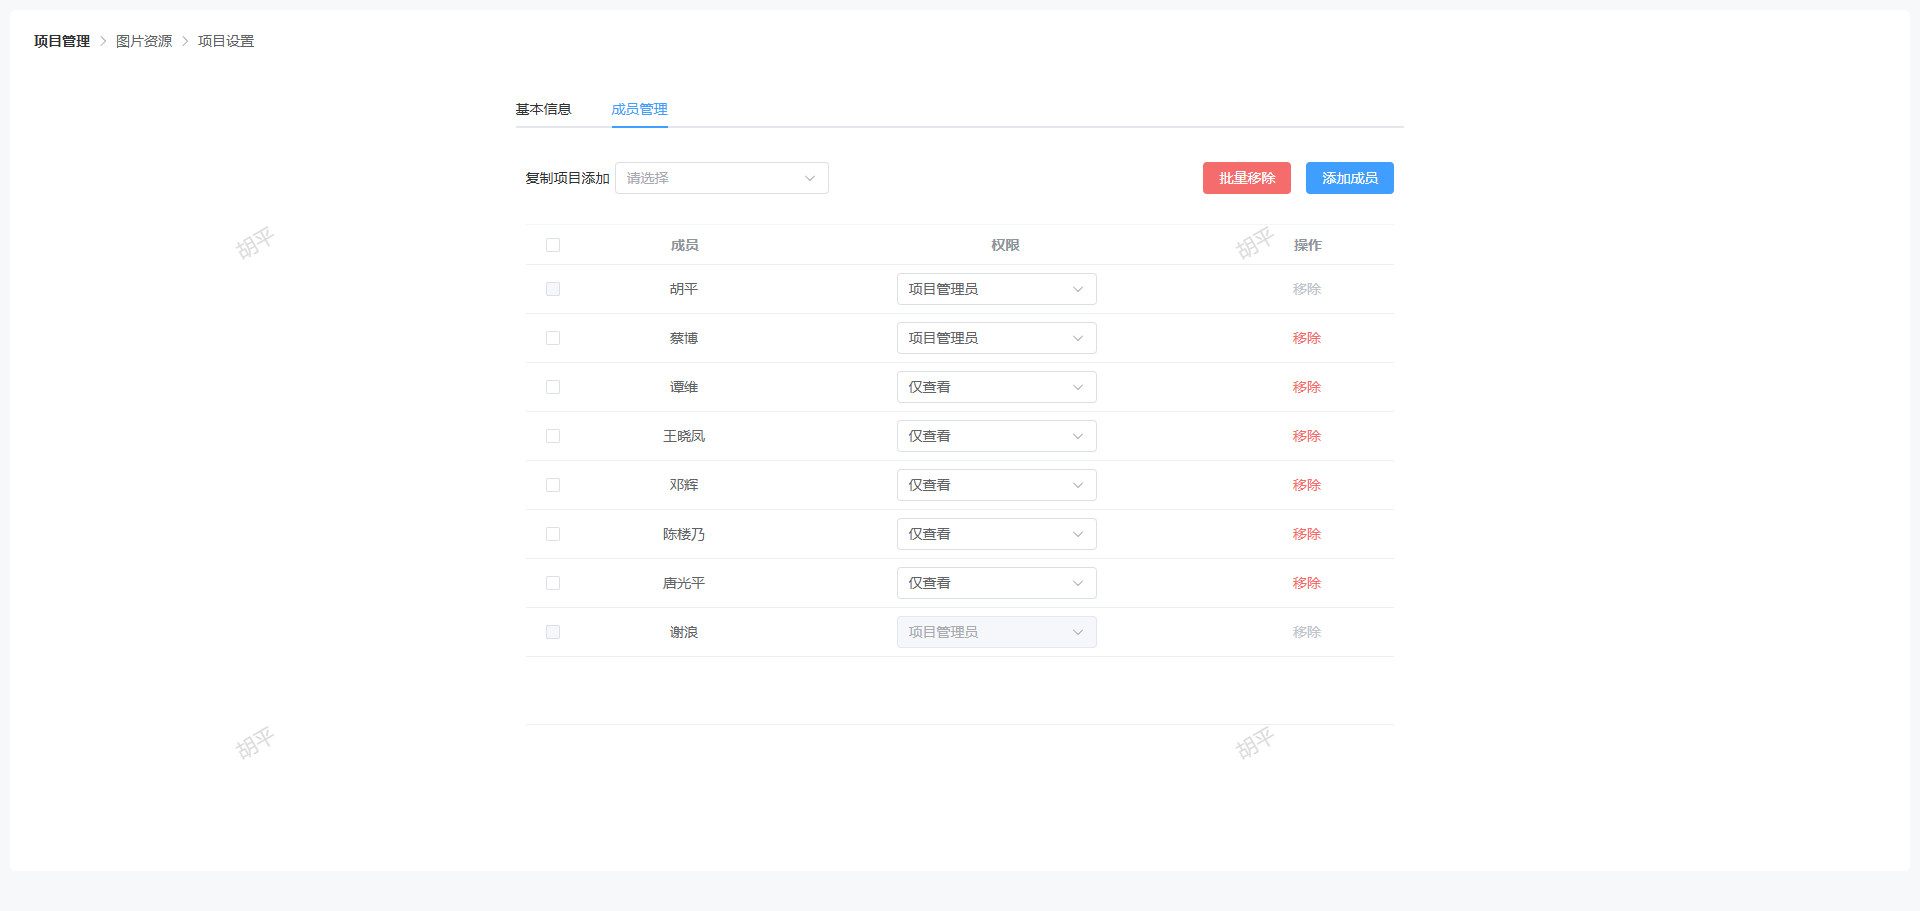 项目管理 > 图片资源 > 项目设置
基本信息 成员管理
复制项目添加 请选择 批量移除 添加成员
成员 权限 操作
胡平 项目管理员 移除
蔡博 项目管理员 移除
谭维 仅查看 移除
王晓凤 仅查看 移除
邓辉 仅查看 移除
陈楼乃 仅查看 移除
唐光平 仅查看 移除
谢浪 项目管理员 移除
胡平
胡平
胡平
胡平